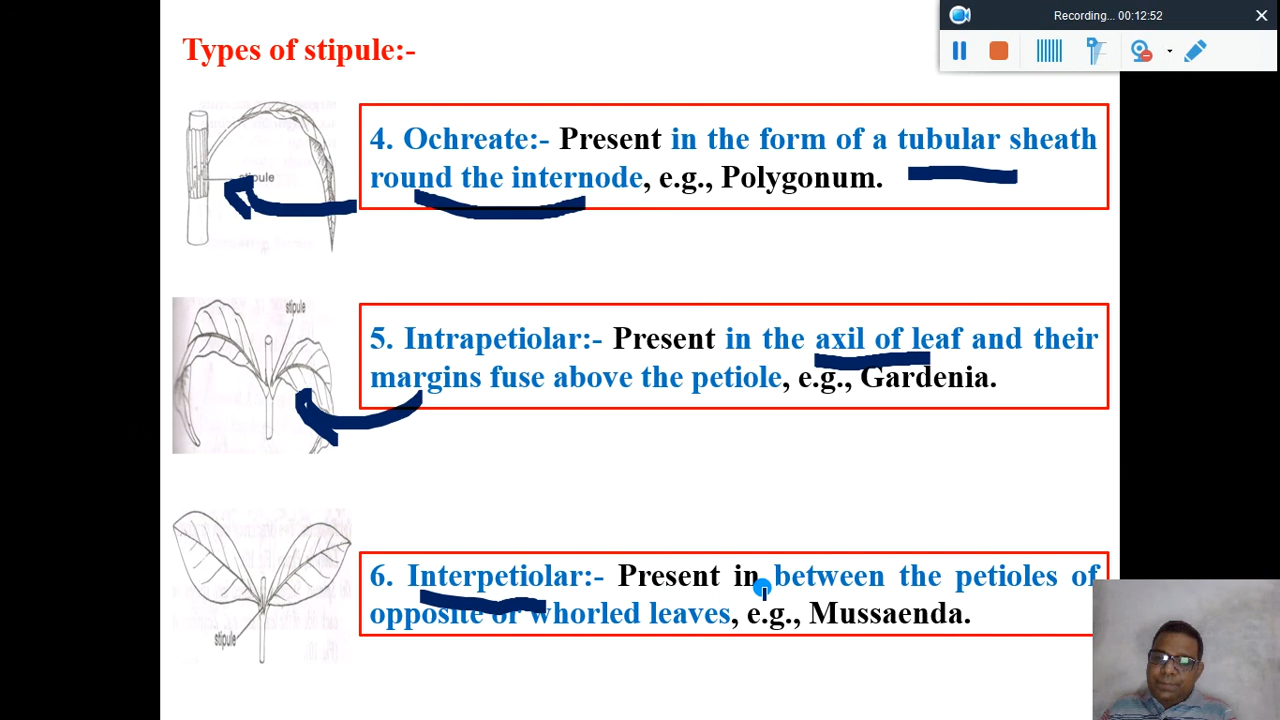 Recording... 00:12:52
Types of stipule:-
stipule
4. Ochreate:- Present in the form of a tubular sheath
round the internode, e.g., Polygonum.
stipule
5. Intrapetiolar:- Present in the axil of leaf and their
margins fuse above the petiole, e.g., Gardenia.
6. Interpetiolar:- Present in between the petioles of
opposite or whorled leaves, e.g., Mussaenda.
stipule